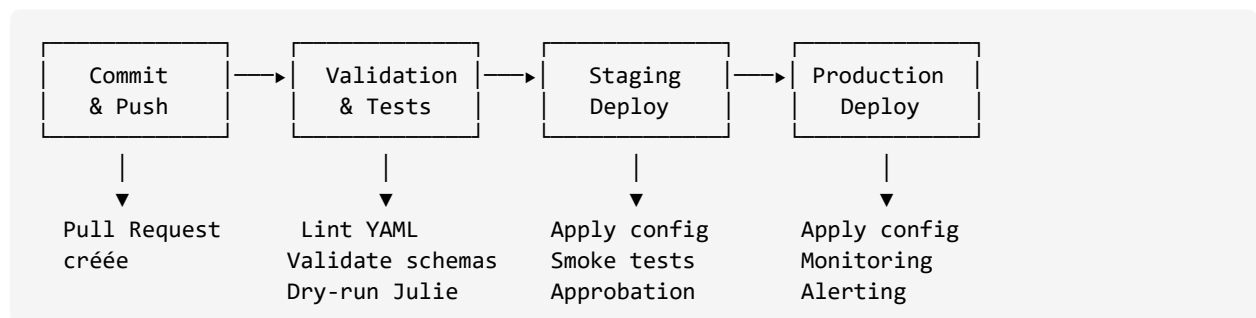 Commit Validation Staging Production
& Push & Tests Deploy Deploy
Pull Request Lint YAML Apply config Apply config
créée Validate schemas Smoke tests Monitoring
Dry-run Julie Approbation Alerting